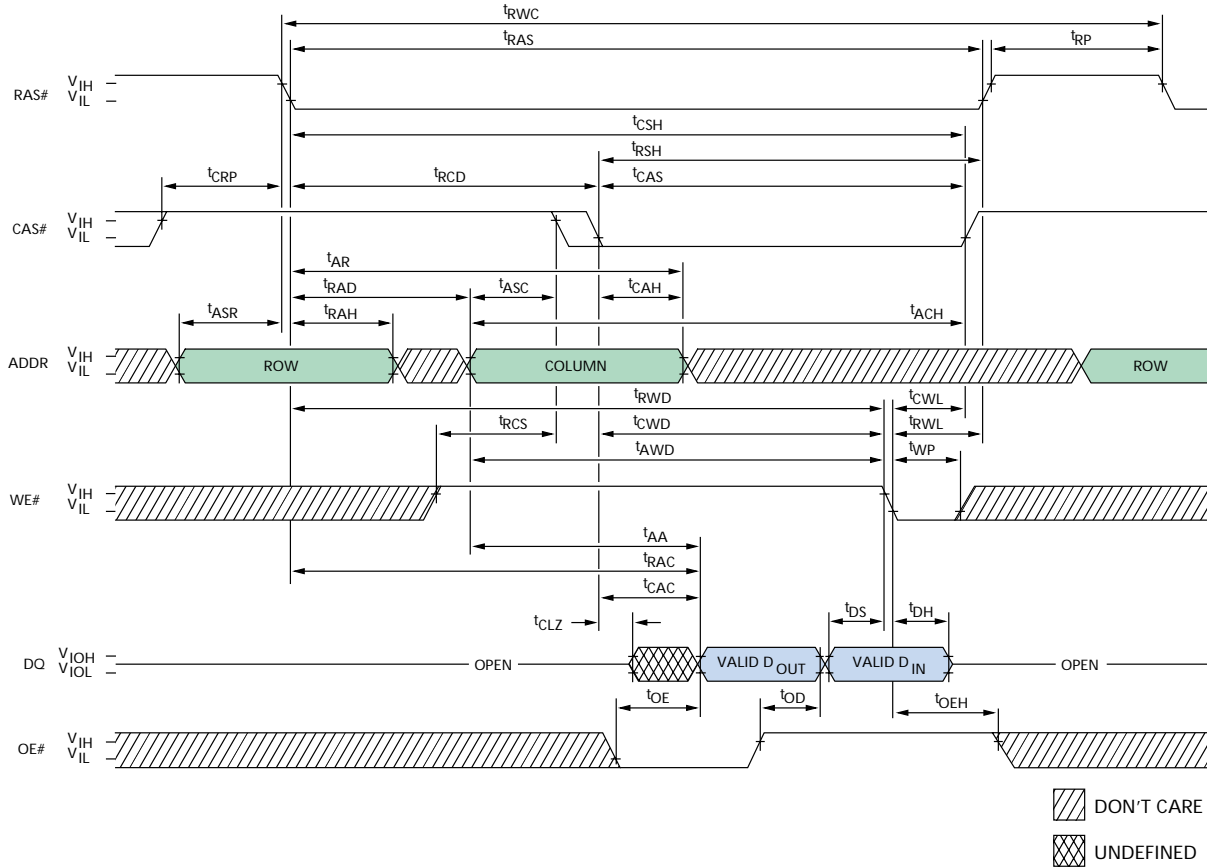 tRWC
tRAS
tRP
RAS#
VIH
VIL
tCSH
tRSH
tCRP
tRCD
tCAS
CAS#
VIH
VIL
tAR
tRAD
tASC
tCAH
tASR
tRAH
tACH
ADDR
VIH
VIL
ROW
COLUMN
ROW
tRWD
tCWL
tRCS
tCWD
tRWL
tAWD
tWP
WE#
VIH
VIL
tAA
tRAC
tCAC
tCLZ
tDS
tDH
DQ
VIOH
VIOL
OPEN
VALID DOUT
VALID DIN
OPEN
tOE
tOD
tOEH
OE#
VIH
VIL
DON'T CARE
UNDEFINED